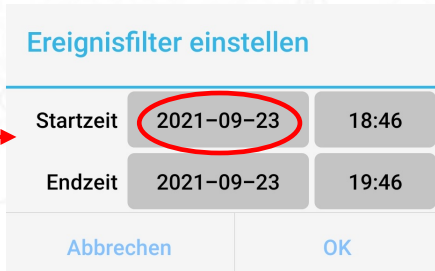 Ereignisfilter einstellen
Startzeit 2021-09-23 18:46
Endzeit 2021-09-23 19:46
Abbrechen OK